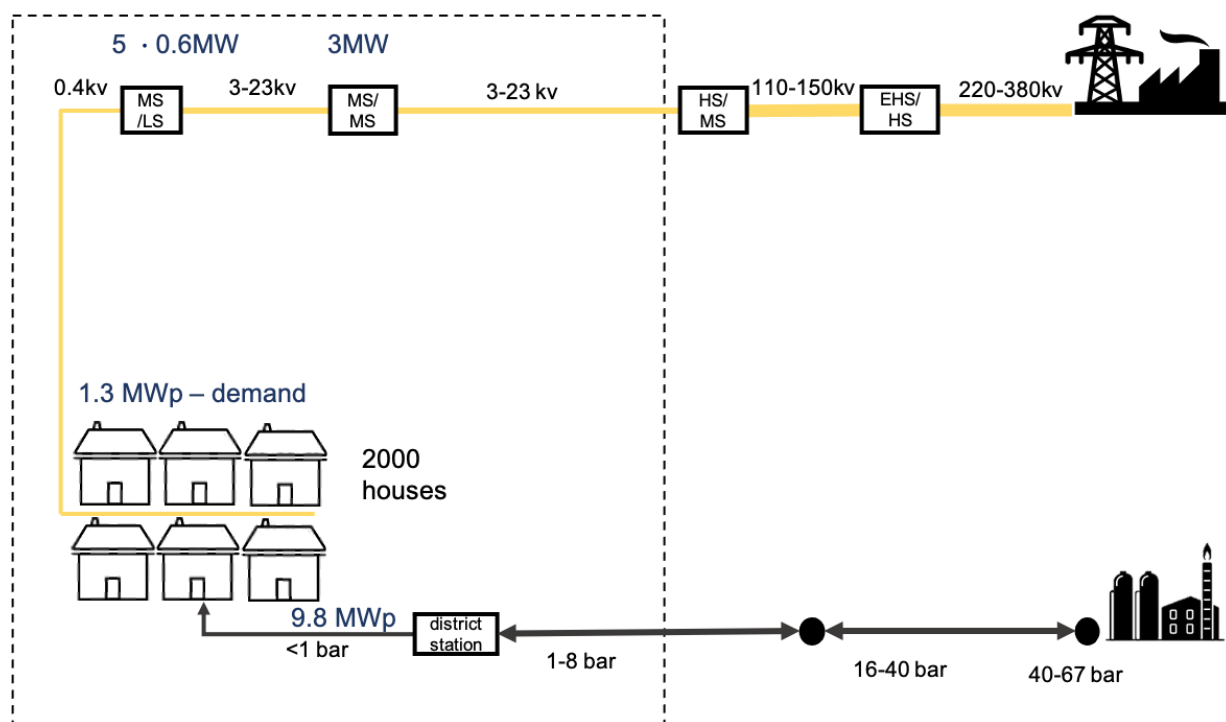 5 · 0.6MW
3MW
0.4kv
MS
/LS
3-23kv
MS/
MS
3-23 kv
HS/
MS
110-150kv
EHS/
HS
220-380kv
1.3 MWp – demand
2000
houses
9.8 MWp
<1 bar
district
station
1-8 bar
16-40 bar
40-67 bar